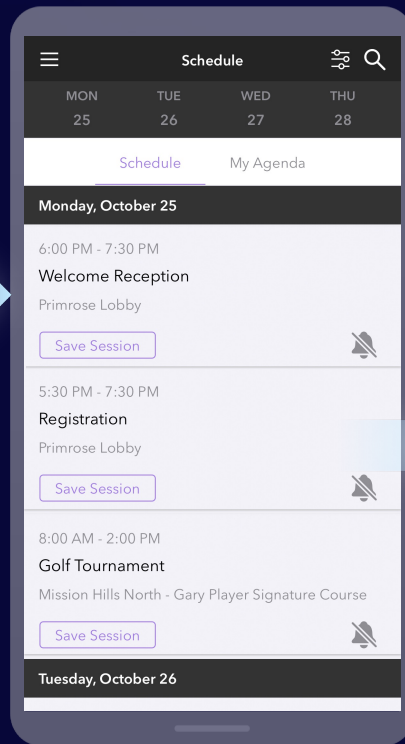 Schedule
MON TUE WED THU
25 26 27 28
Schedule My Agenda
Monday, October 25
6:00 PM - 7:30 PM
Welcome Reception
Primrose Lobby
Save Session
5:30 PM - 7:30 PM
Registration
Primrose Lobby
Save Session
8:00 AM - 2:00 PM
Golf Tournament
Mission Hills North - Gary Player Signature Course
Save Session
Tuesday, October 26